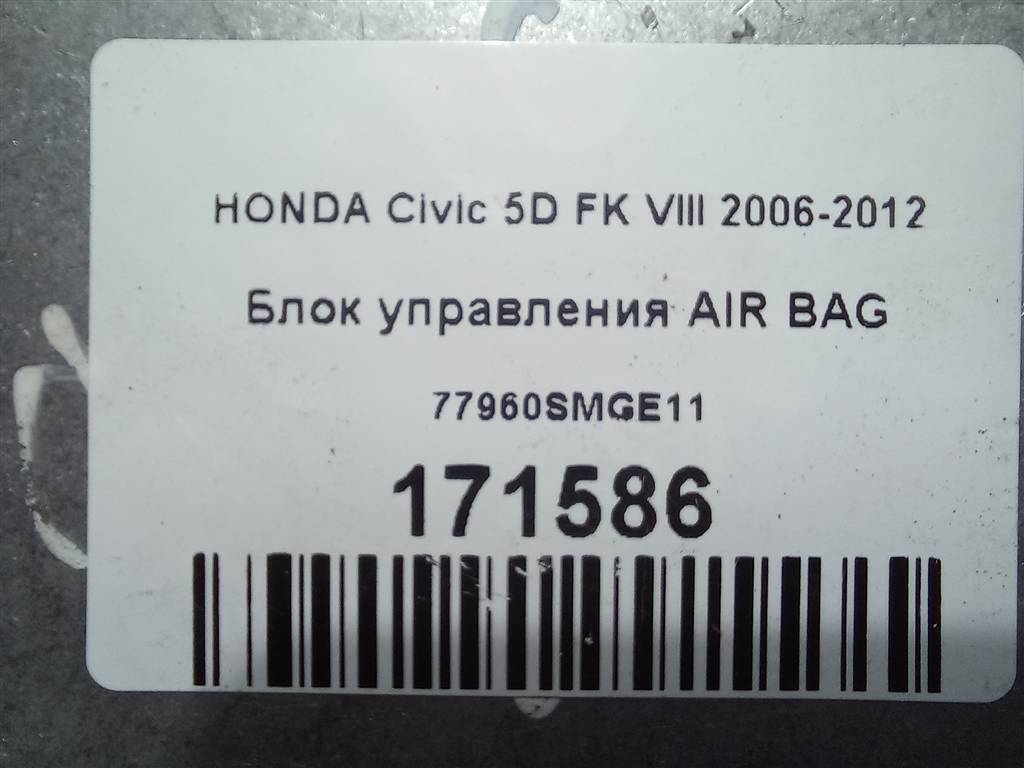 HONDA Civic 5D FK VIII 2006-2012
Блок управления AIR BAG
77960SMGE11
171586